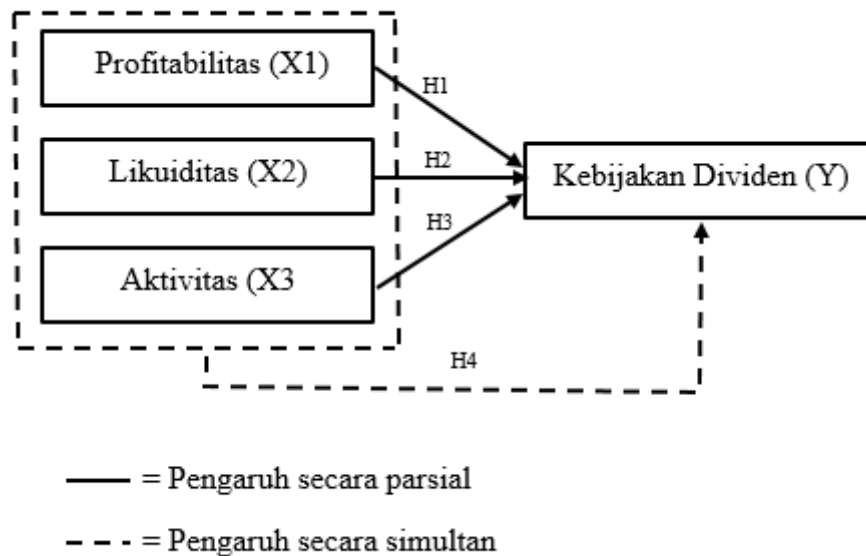 Profitabilitas (X1)
H1
Likuiditas (X2)
H2
Kebijakan Dividen (Y)
H3
Aktivitas (X3
H4
= Pengaruh secara parsial
= Pengaruh secara simultan